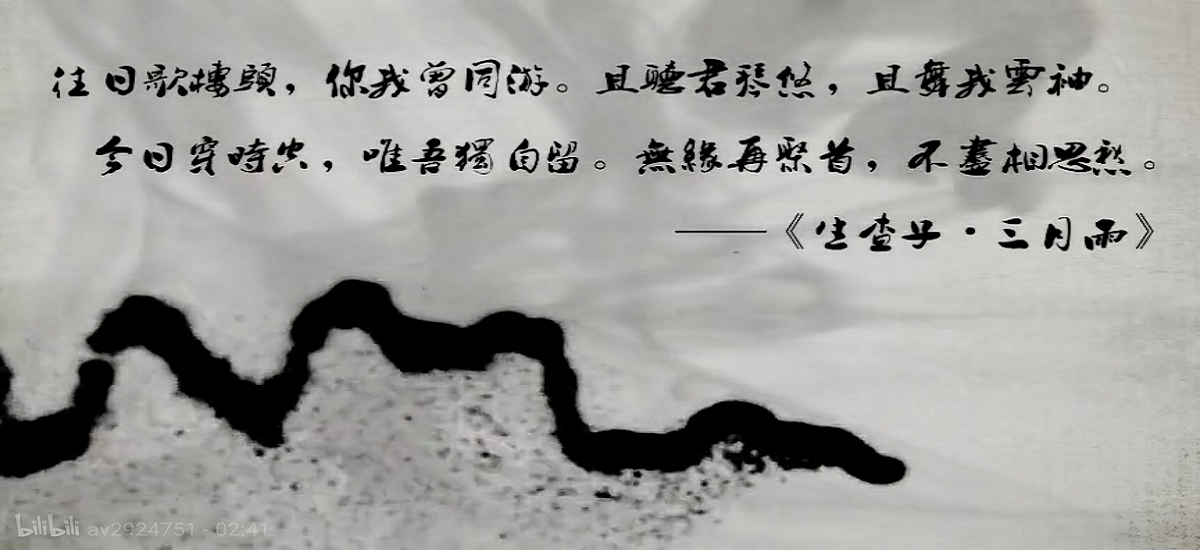 往日歌樓頭，你我曾同游。且聽君琴悠，且舞我雲袖。
今日穿時空，唯吾獨自留。無緣再聚首，不盡相思愁。
——《生查子·三月雨》
bilibili av2924751 - 02:41